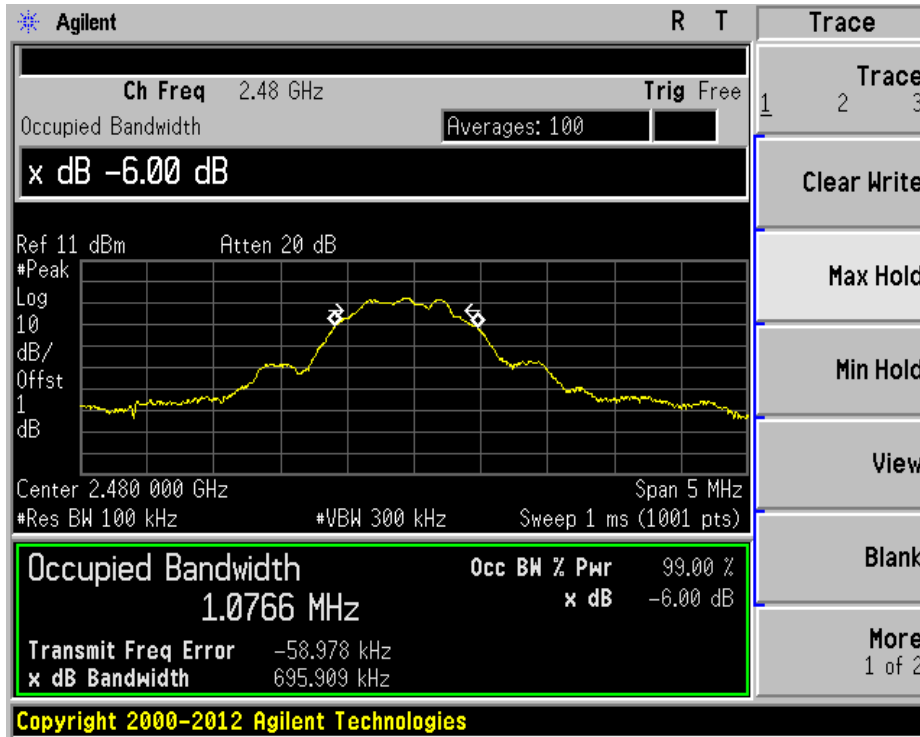 Agilent
R T
Trace
Ch Freq 2.48 GHz
Trig Free
Occupied Bandwidth
Averages: 100
x dB -6.00 dB
Ref 11 dBm
Atten 20 dB
#Peak
Log
10
dB/
Offst
1
dB
Center 2.480 000 GHz
Span 5 MHz
#Res BW 100 kHz
#VBW 300 kHz
Sweep 1 ms (1001 pts)
Occupied Bandwidth
1.0766 MHz
Occ BW % Pwr 99.00 %
x dB -6.00 dB
Transmit Freq Error -58.978 kHz
x dB Bandwidth 695.909 kHz
Copyright 2000-2012 Agilent Technologies
Trace
1 2 3
Clear Write
Max Hold
Min Hold
View
Blank
More
1 of 2